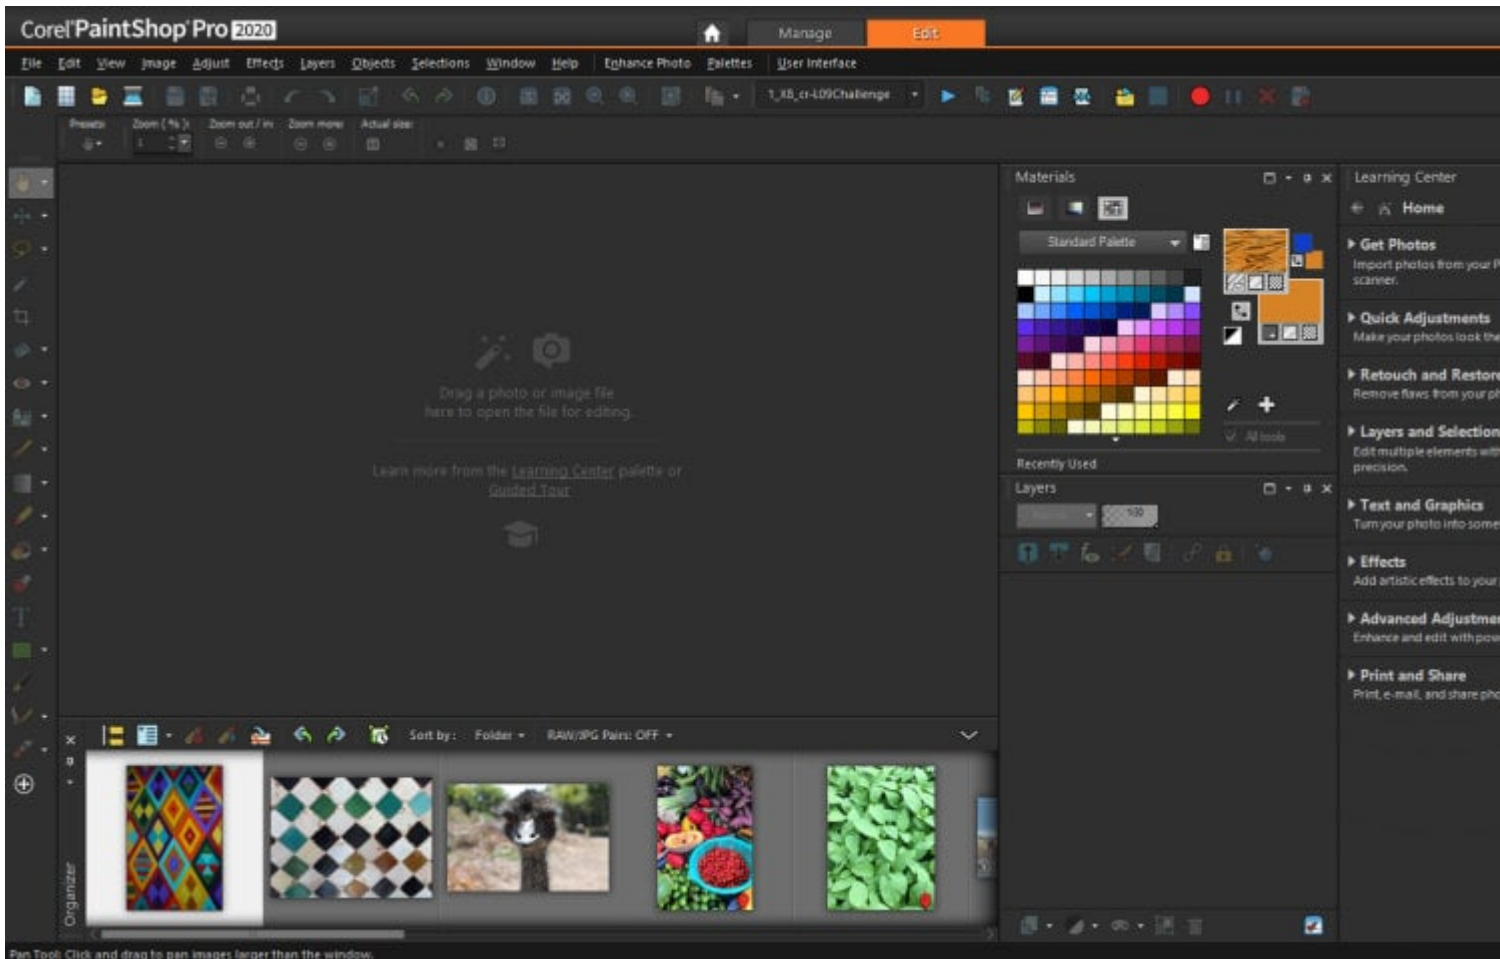 Corel PaintShop Pro 2020
Manage
Edit
File Edit View Image Adjust Effects Layers Objects Selections Window Help Enhance Photo Palettes User Interface
1_X8_cr-L09Challenge
Presets: Zoom (%): Zoom out / in: Zoom more: Actual size:
1
Drag a photo or image file
here to open the file for editing.
Learn more from the Learning Center palette or
Guided Tour
Materials
Standard Palette
All tools
Recently Used
Layers
100
Learning Center
Home
Get Photos
Import photos from your
scanner.
Quick Adjustments
Make your photos look the
Retouch and Restore
Remove flaws from your
Layers and Selection
Edit multiple elements with
precision.
Text and Graphics
Turn your photo into some
Effects
Add artistic effects to your
Advanced
Enhance and edit with
Print and Share
Print, e-mail, and share
Sort by: Folder RAW/JPG Pairs: OFF
Organizer
Pan Tool: Click and drag to pan images larger than the window.